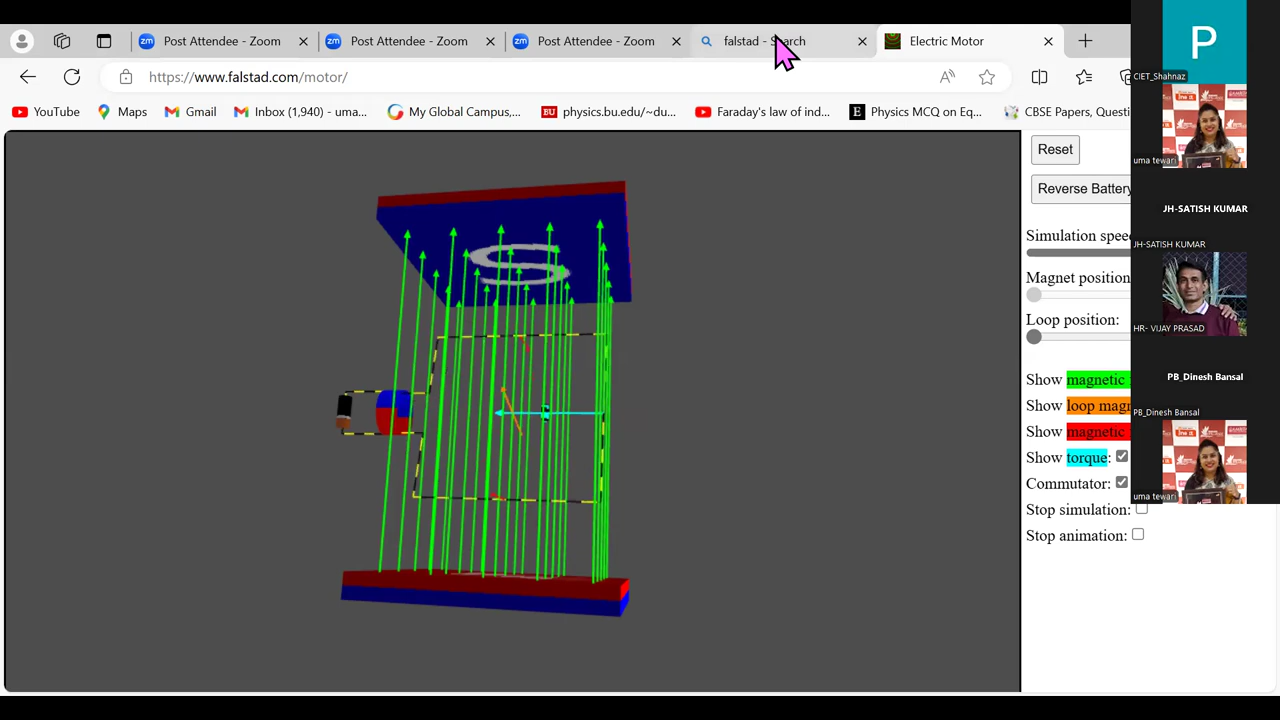 Post Attendee - Zoom
Post Attendee - Zoom
Post Attendee - Zoom
falstad - Search
Electric Motor
https://www.falstad.com/motor/
YouTube
Maps
Gmail
Inbox (1,940) - uma...
My Global Campus,...
physics.bu.edu/~du...
Faraday's law of ind...
Physics MCQ on Eq...
CBSE Papers, Questi
Reset
Reverse Battery
Simulation spee
Magnet position:
Loop position:
Show magnetic
Show loop magn
Show magnetic
Show torque:
Commutator:
Stop simulation:
Stop animation:
S
P
CIET_Shahnaz
uma tewari
JH-SATISH KUMAR
JH-SATISH KUMAR
HR- VIJAY PRASAD
PB_Dinesh Bansal
PB_Dinesh Bansal
uma tewari